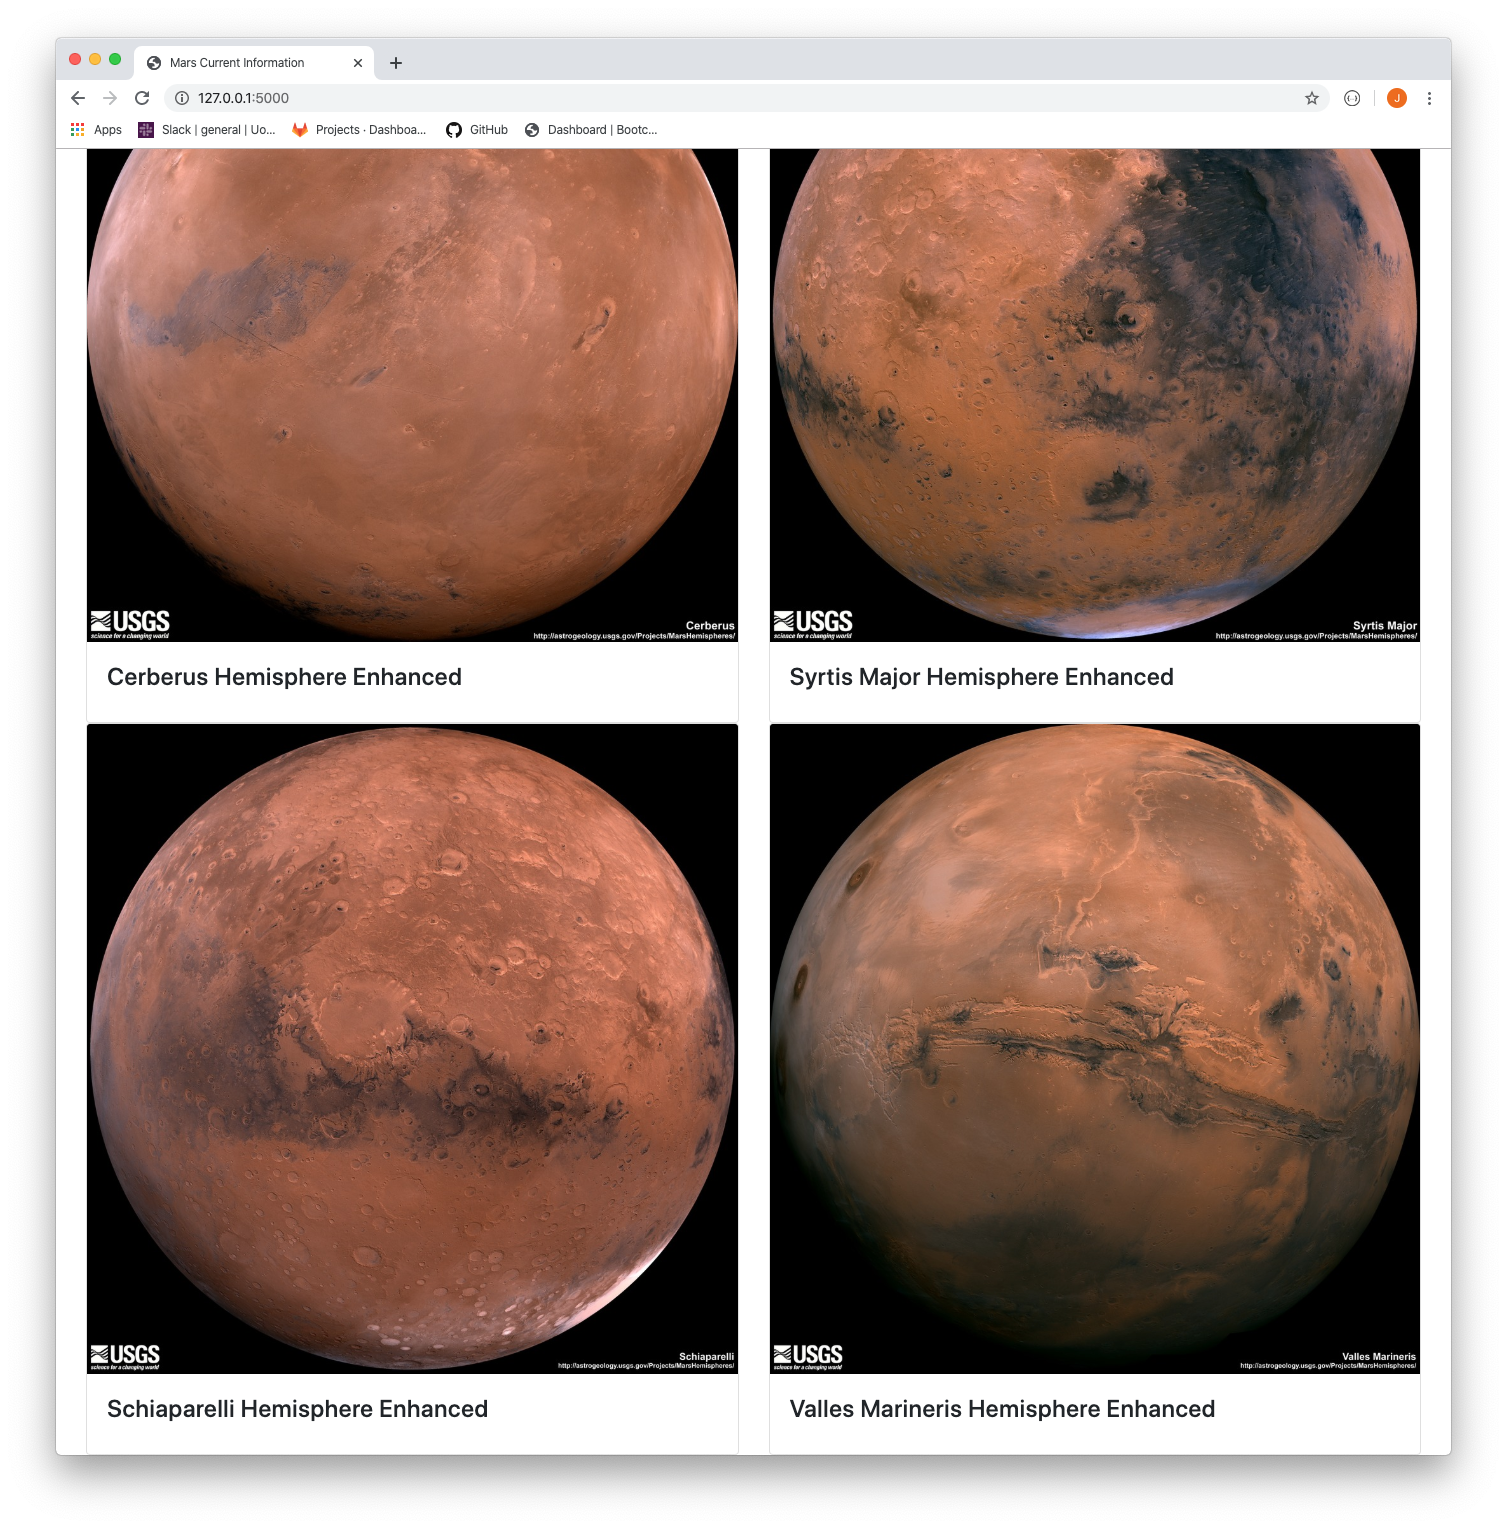 Mars Current Information
127.0.0.1:5000
J
Apps
Slack | general | Uo...
Projects · Dashboa...
GitHub
Dashboard | Bootc...
USGS
science for a changing world
Cerberus
http://astrogeology.usgs.gov/Projects/MarsHemispheres/
USGS
science for a changing world
Syrtis Major
http://astrogeology.usgs.gov/Projects/MarsHemispheres/
Cerberus Hemisphere Enhanced
Syrtis Major Hemisphere Enhanced
USGS
science for a changing world
Schiaparelli
http://astrogeology.usgs.gov/Projects/MarsHemispheres/
USGS
science for a changing world
Valles Marineris
http://astrogeology.usgs.gov/Projects/MarsHemispheres/
Schiaparelli Hemisphere Enhanced
Valles Marineris Hemisphere Enhanced